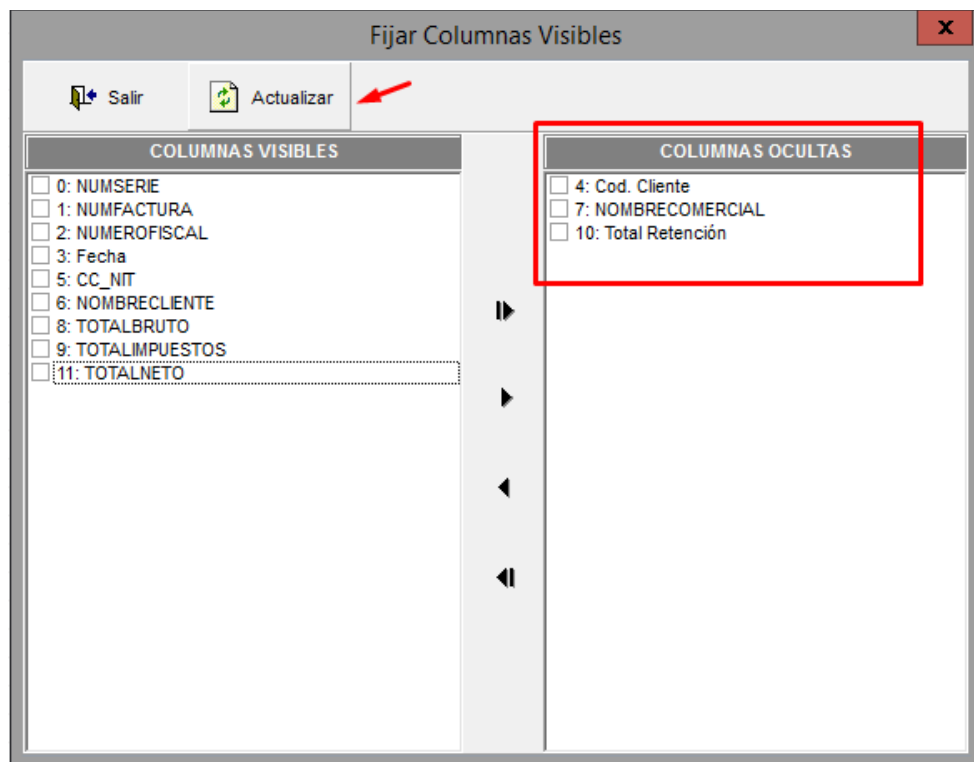 Fijar Columnas Visibles
x
Salir
Actualizar
COLUMNAS VISIBLES
0: NUMSERIE
1: NUMFACTURA
2: NUMEROFISCAL
3: Fecha
5: CC_NIT
6: NOMBRECLIENTE
8: TOTALBRUTO
9: TOTALIMPUESTOS
11: TOTALNETO
COLUMNAS OCULTAS
4: Cod. Cliente
7: NOMBRECOMERCIAL
10: Total Retención